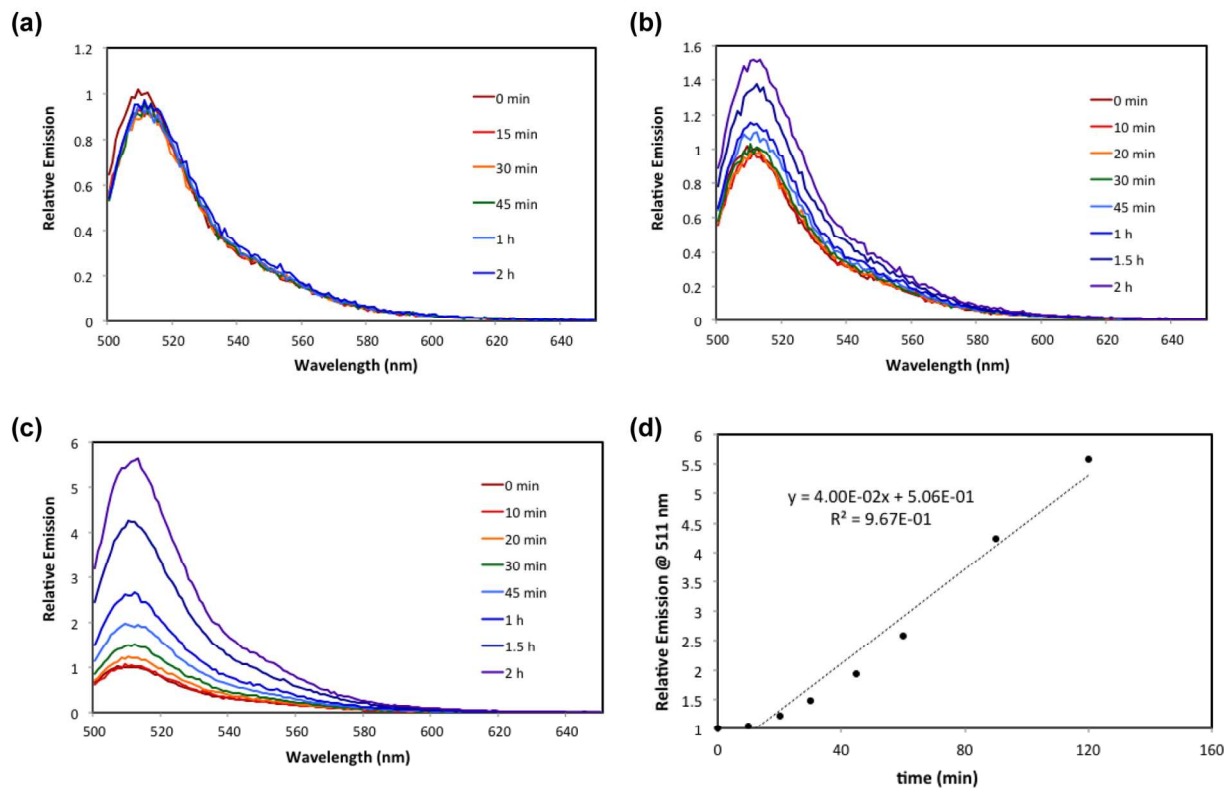 (a)
1.2
1
0.8
0.6
0.4
0.2
0
Relative Emission
500 520 540 560 580 600 620 640
Wavelength (nm)
0 min
15 min
30 min
45 min
1 h
2 h
(b)
1.6
1.4
1.2
1
0.8
0.6
0.4
0.2
0
Relative Emission
500 520 540 560 580 600 620 640
Wavelength (nm)
0 min
10 min
20 min
30 min
45 min
1 h
1.5 h
2 h
(c)
6
5
4
3
2
1
0
Relative Emission
500 520 540 560 580 600 620 640
Wavelength (nm)
0 min
10 min
20 min
30 min
45 min
1 h
1.5 h
2 h
(d)
6
5.5
5
4.5
4
3.5
3
2.5
2
1.5
1
Relative Emission @ 511 nm
y = 4.00E-02x + 5.06E-01
R² = 9.67E-01
0 40 80 120 160
time (min)